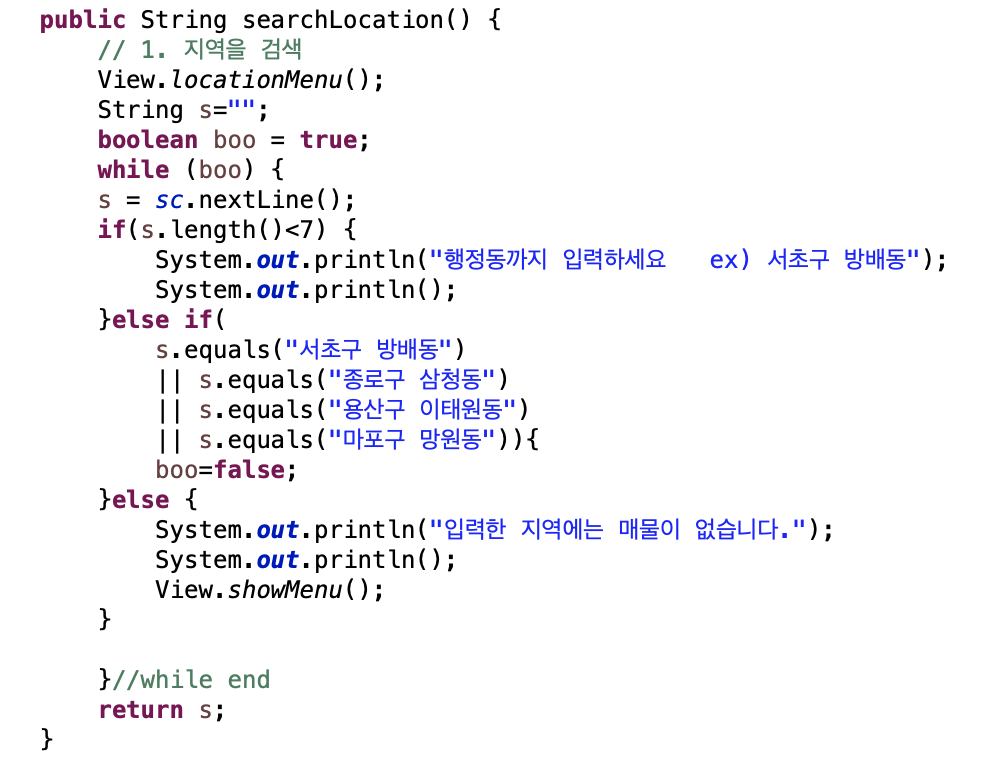 public String searchLocation() {
    // 1. 지역을 검색
    View.locationMenu();
    String s="";
    boolean boo = true;
    while (boo) {
    s = sc.nextLine();
    if(s.length()<7) {
        System.out.println("행정동까지 입력하세요   ex) 서초구 방배동");
        System.out.println();
    }else if(
        s.equals("서초구 방배동")
        || s.equals("종로구 삼청동")
        || s.equals("용산구 이태원동")
        || s.equals("마포구 망원동")){
        boo=false;
    }else {
        System.out.println("입력한 지역에는 매물이 없습니다.");
        System.out.println();
        View.showMenu();
    }
    }//while end
    return s;
}